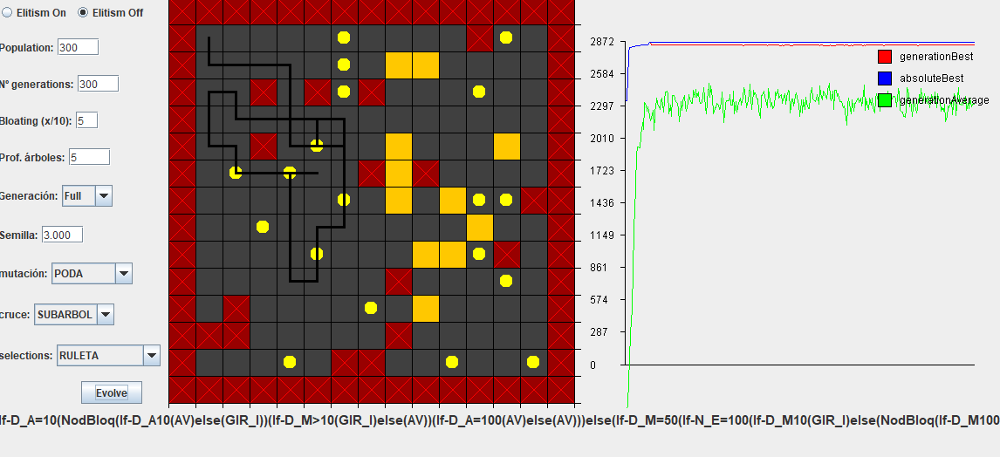 Elitism On Elitism Off
Population: 300
Nº generations: 300
Bloating (x/10): 5
Prof. árboles: 5
Generación: Full
Semilla: 3.000
mutación: PODA
cruce: SUBARBOL
selections: RULETA
Evolve
2872
2584
2297
2010
1723
1436
1149
861
574
287
0
generationBest
absoluteBest
generationAverage
If-D_A=10(NodBloq(If-D_A10(AV)else(GIR_I))(If-D_M>10(GIR_I)else(AV))(If-D_A=100(AV)else(AV)))else(If-D_M=50(If-N_E=100(If-D_M10(GIR_I)else(NodBloq(If-D_M100